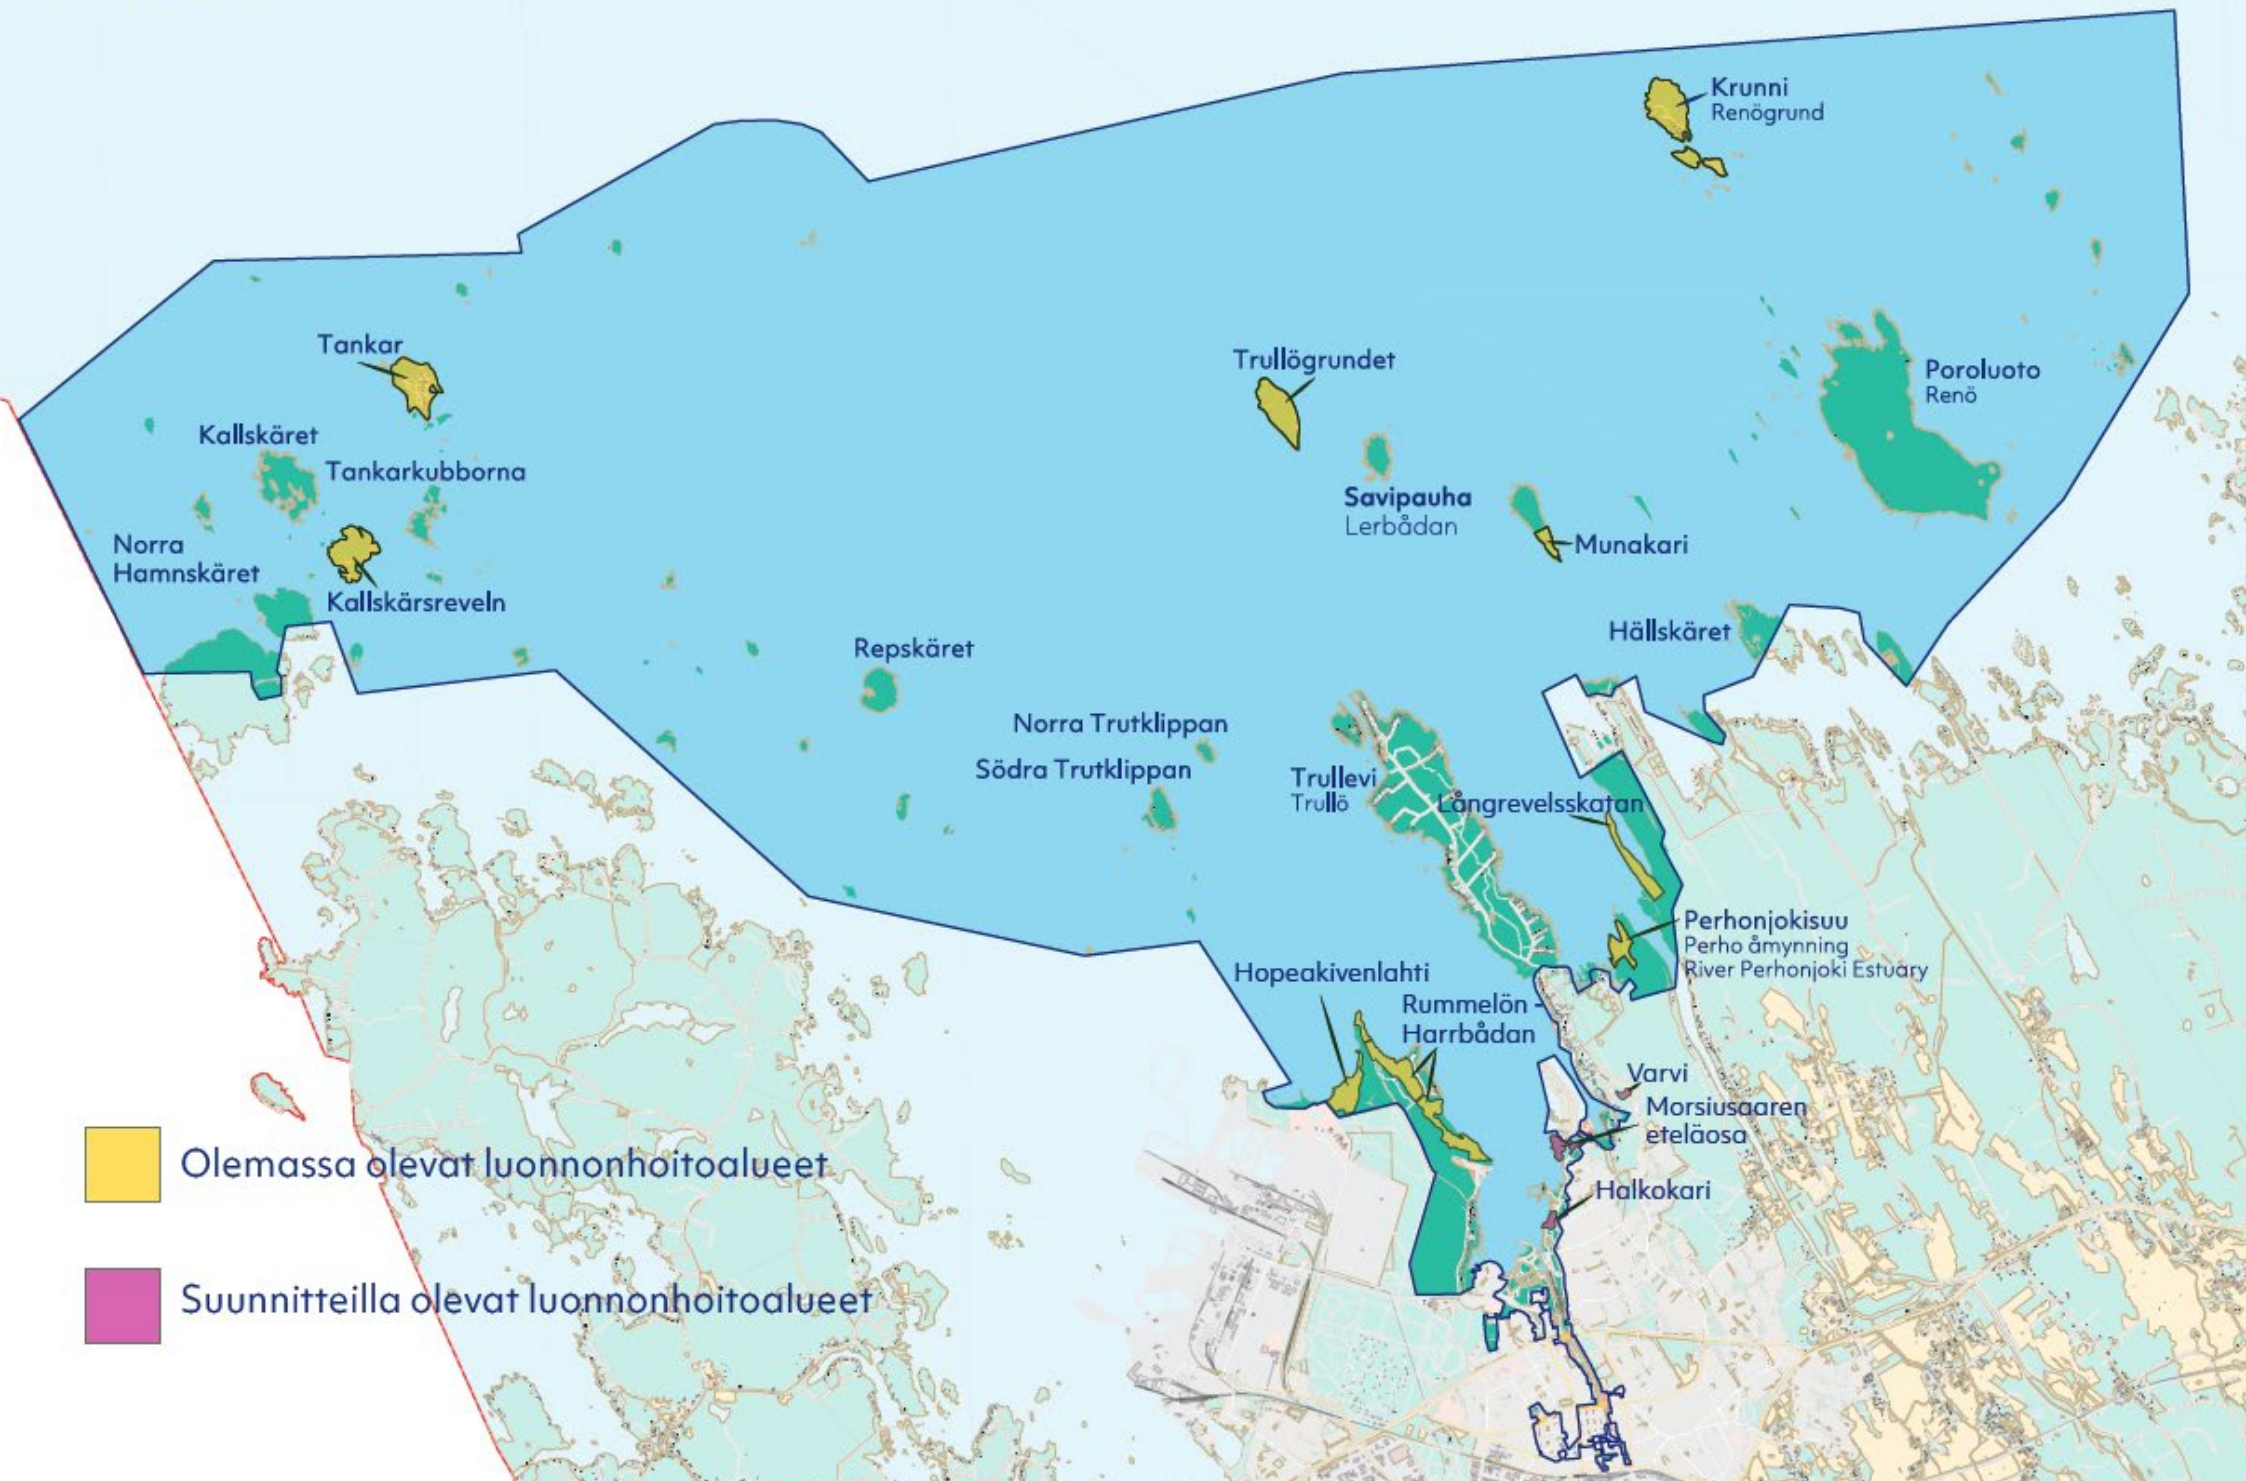 Krunni
Renögrund
Tankar
Trullögrundet
Poroluoto
Renö
Kallskäret
Tankarkubborna
Savipauha
Lerbådan
Norra
Hamnskäret
Munakari
Kallskärsreveln
Hällskäret
Repskäret
Norra Trutklippan
Södra Trutklippan
Trullevi
Trullö
Långrevelsskatan
Perhonjokisuu
Perho åmynning
River Perhonjoki Estuary
Hopeakivenlahti
Rummelön -
Harrbådan
Varvi
Morsiusaaren
eteläosa
Halkokari
Olemassa olevat luonnonhoitoalueet
Suunnitteilla olevat luonnonhoitoalueet